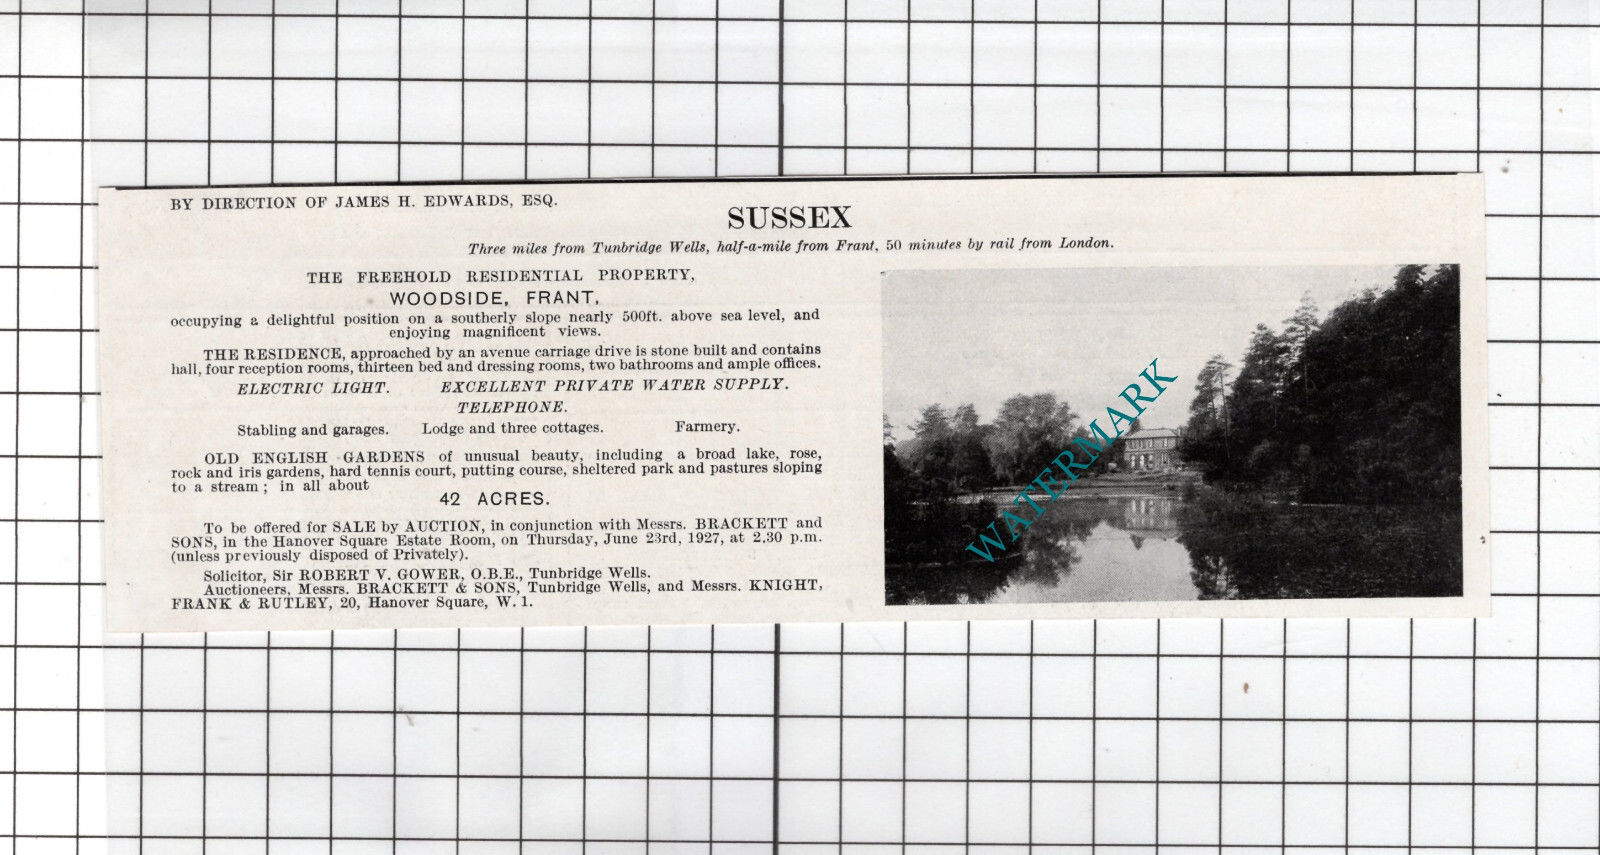 BY DIRECTION OF JAMES H. EDWARDS, ESQ.
SUSSEX
Three miles from Tunbridge Wells, half-a-mile from Frant, 50 minutes by rail from London.
THE FREEHOLD RESIDENTIAL PROPERTY,
WOODSIDE, FRANT,
occupying a delightful position on a southerly slope nearly 500ft. above sea level, and
enjoying magnificent views.
THE RESIDENCE, approached by an avenue carriage drive is stone built and contains
hall, four reception rooms, thirteen bed and dressing rooms, two bathrooms and ample offices.
ELECTRIC LIGHT. EXCELLENT PRIVATE WATER SUPPLY.
TELEPHONE.
Stabling and garages. Lodge and three cottages. Farmery.
OLD ENGLISH GARDENS of unusual beauty, including a broad lake, rose,
rock and iris gardens, hard tennis court, putting course, sheltered park and pastures sloping
to a stream; in all about
42 ACRES.
To be offered for SALE by AUCTION, in conjunction with Messrs. BRACKETT and
SONS, in the Hanover Square Estate Room, on Thursday, June 23rd, 1927, at 2.30 p.m.
(unless previously disposed of Privately).
Solicitor, Sir ROBERT V. GOWER, O.B.E., Tunbridge Wells.
Auctioneers, Messrs. BRACKETT & SONS, Tunbridge Wells, and Messrs. KNIGHT,
FRANK & RUTLEY, 20, Hanover Square, W. 1.
WATERMARK